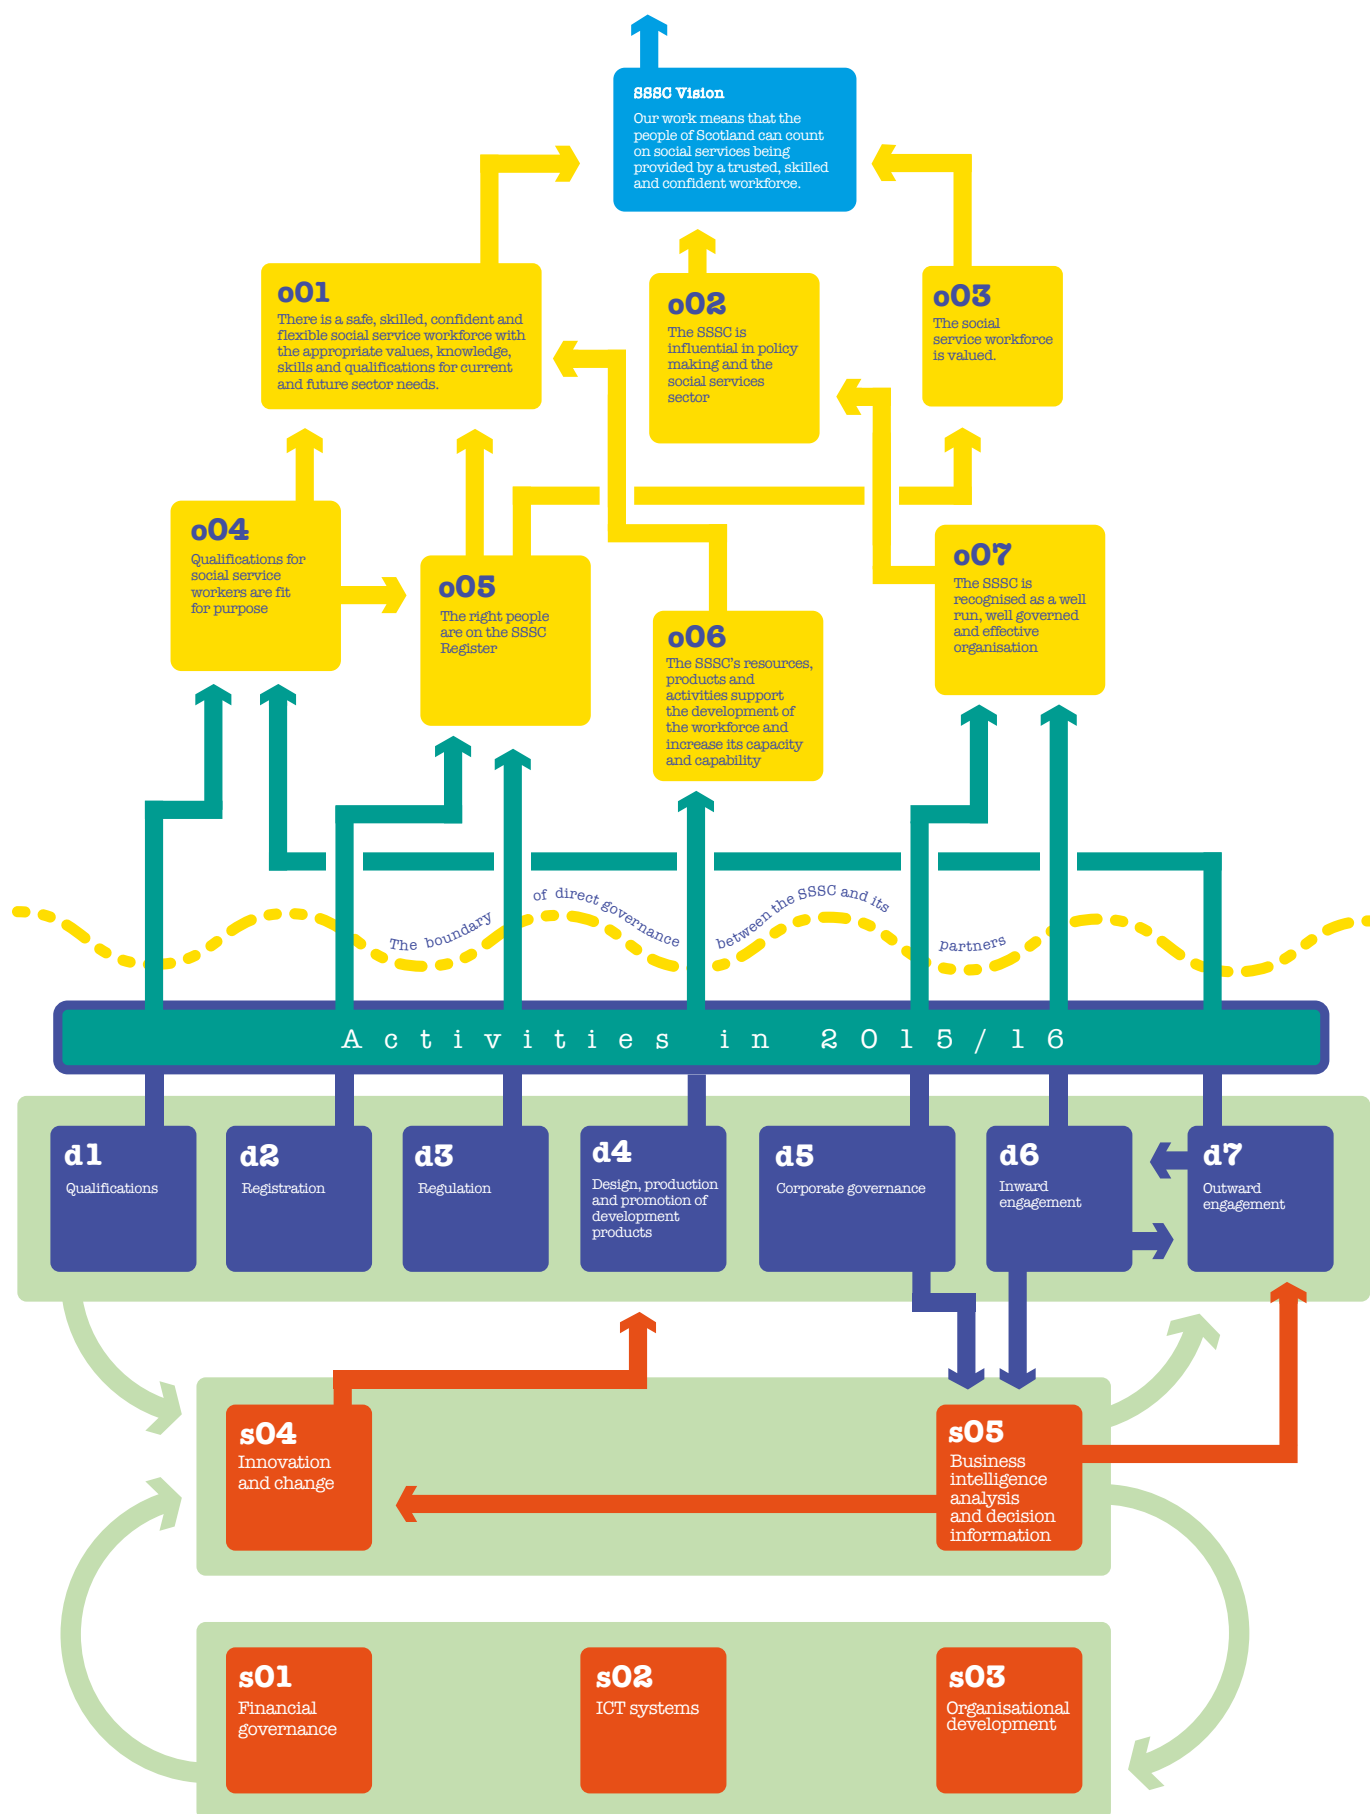 SSSC Vision
Our work means that the
people of Scotland can count
on social services being
provided by a trusted, skilled
and confident workforce.
o01
There is a safe, skilled, confident and
flexible social service workforce with
the appropriate values, knowledge,
skills and qualifications for current
and future sector needs.
o02
The SSSC is
influential in policy
making and the
social services
sector
o03
The social
service workforce
is valued.
o04
Qualifications for
social service
workers are fit
for purpose
o05
The right people
are on the SSSC
Register
o06
The SSSC's resources,
products and
activities support
the development of
the workforce and
increase its capacity
and capability
o07
The SSSC is
recognised as a well
run, well governed
and effective
organisation
The boundary of direct governance between the SSSC and its partners
Activities in 2015/16
d1
Qualifications
d2
Registration
d3
Regulation
d4
Design, production
and promotion of
development
products
d5
Corporate governance
d6
Inward
engagement
d7
Outward
engagement
s04
Innovation
and change
s05
Business
intelligence
analysis
and decision
information
s01
Financial
governance
s02
ICT systems
s03
Organisational
development